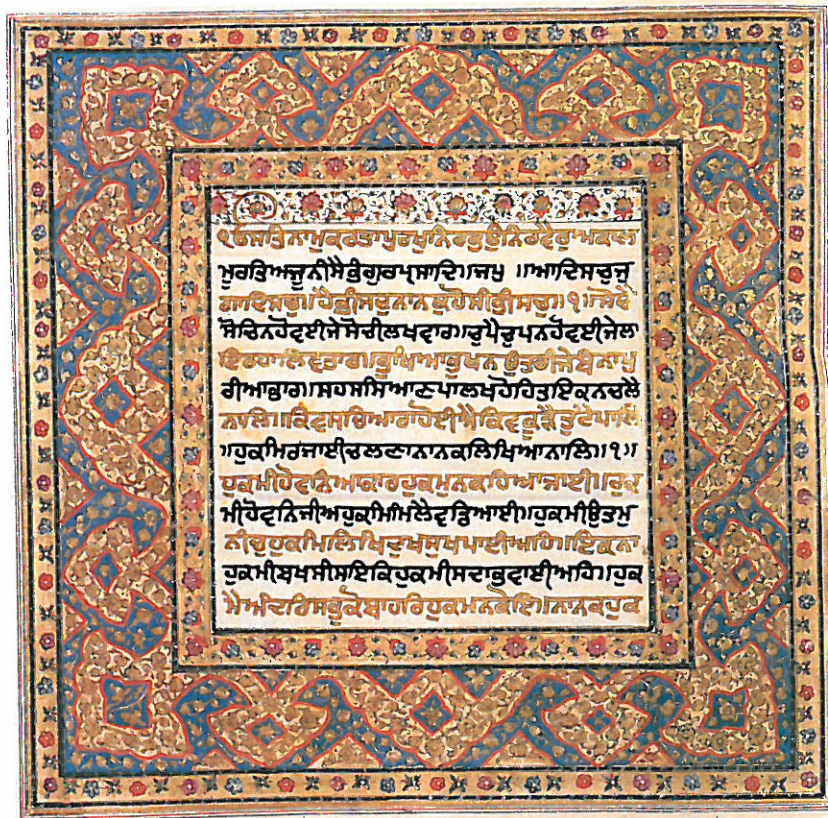 ੧ਓਸਤਿਨਾਮੁਕਰਤਾਪੁਰਖੁਨਿਰਭਉਨਿਰਵੈਰੁਅਕਾਲ
ਮੂਰਤਿਅਜੂਨੀਸੈਭੰਗੁਰਪ੍ਰਸਾਦਿ॥ਜਪੁ ॥ਆਦਿਸਚੁਜੁ
ਗਾਦਿਸਚੁ॥ਹੈਭੀਸਚੁਨਾਨਕਹੋਸੀਭੀਸਚੁ॥੧॥ਸੋਚੈ
ਸੋਚਿਨਹੋਵਈਜੇਸੋਚੀਲਖਵਾਰ॥ਚੁਪੈਚੁਪਨਹੋਵਈਜੇਲਾ
ਇਰਹਾਲਿਵਤਾਰ॥ਭੁਖਿਆਭੁਖਨਉਤਰੀਜੇਬੰਨਾਪੁ
ਰੀਆਭਾਰ॥ਸਹਸਸਿਆਣਪਾਲਖਹੋਹਿਤਇਕਨਚਲੈ
ਨਾਲਿ॥ਕਿਵਸਚਿਆਰਾਹੋਈਐਕਿਵਕੂੜੈਤੁਟੈਪਾਲਿ
॥ਹੁਕਮਿਰਜਾਈਚਲਣਾਨਾਨਕਲਿਖਿਆਨਾਲਿ॥੧॥
ਹੁਕਮੀਹੋਵਨਿਆਕਾਰਹੁਕਮੁਨਕਹਿਆਜਾਈ॥ਹੁਕ
ਮੀਹੋਵਨਿਜੀਅਹੁਕਮਿਮਿਲੈਵਡਿਆਈ॥ਹੁਕਮੀਉਤਮੁ
ਨੀਚੁਹੁਕਮਿਲਿਖਿਦੁਖਸੁਖਪਾਈਅਹਿ॥ਇਕਨਾ
ਹੁਕਮੀਬਖਸੀਸਇਕਿਹੁਕਮੀਸਦਾਭਵਾਈਅਹਿ॥ਹੁਕ
ਮੈਅੰਦਰਿਸਭੁਕੋਬਾਹਰਿਹੁਕਮਨਕੋਇ॥ਨਾਨਕਹੁਕ